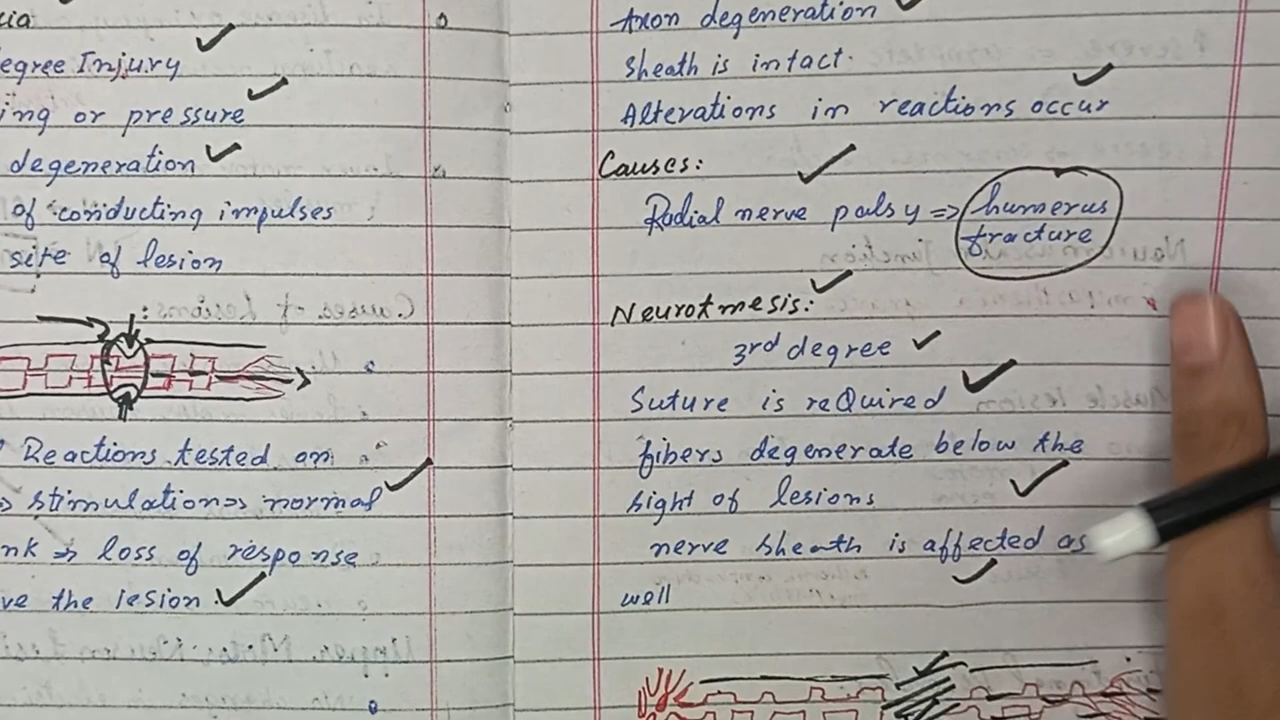 egree Injury
ing or pressure
degeneration
of conducting impulses
site of lesion
Reactions tested on
stimulation => normal
nk => loss of response
ve the lesion.
Axon degeneration
Sheath is intact.
Alterations in reactions occur
Causes:
Radial nerve palsy => humerus
fracture
Neurotmesis:
3rd degree
Suture is reQuired
fibers degenerate below the
sight of lesions
nerve sheath is affected as
well